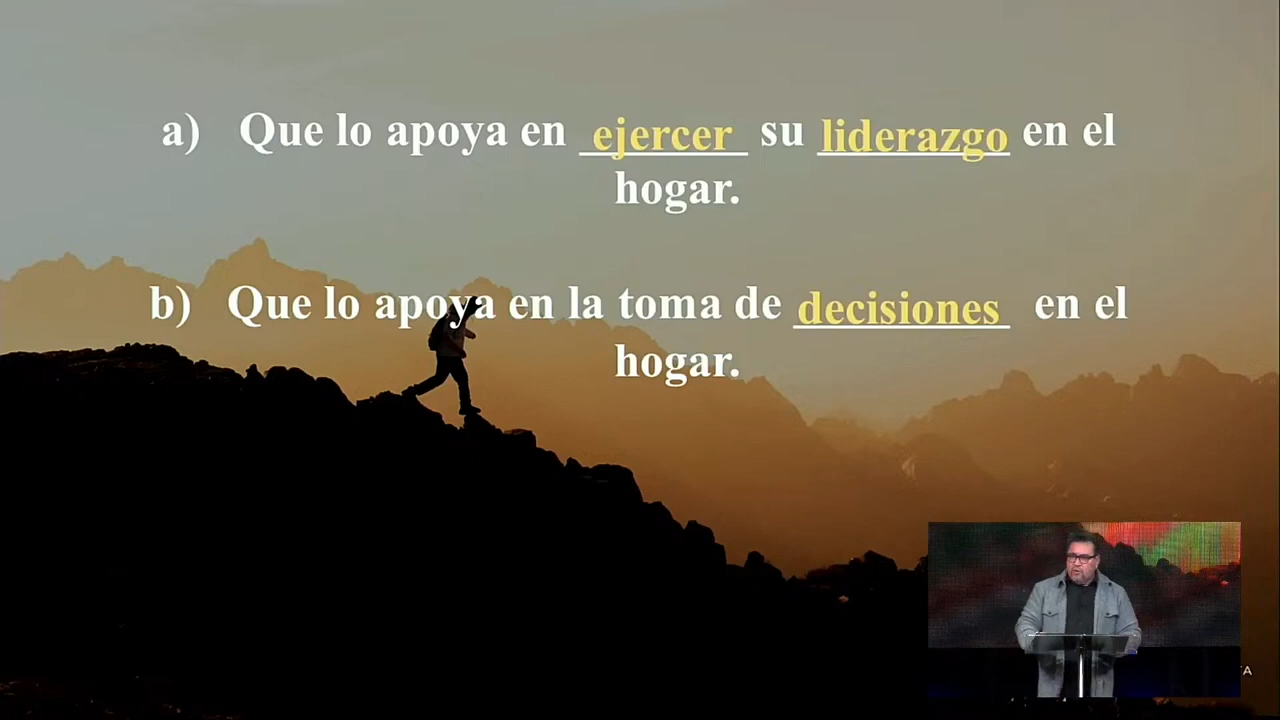 a) Que lo apoya en ejercer su liderazgo en el
hogar.
b) Que lo apoya en la toma de decisiones en el
hogar.